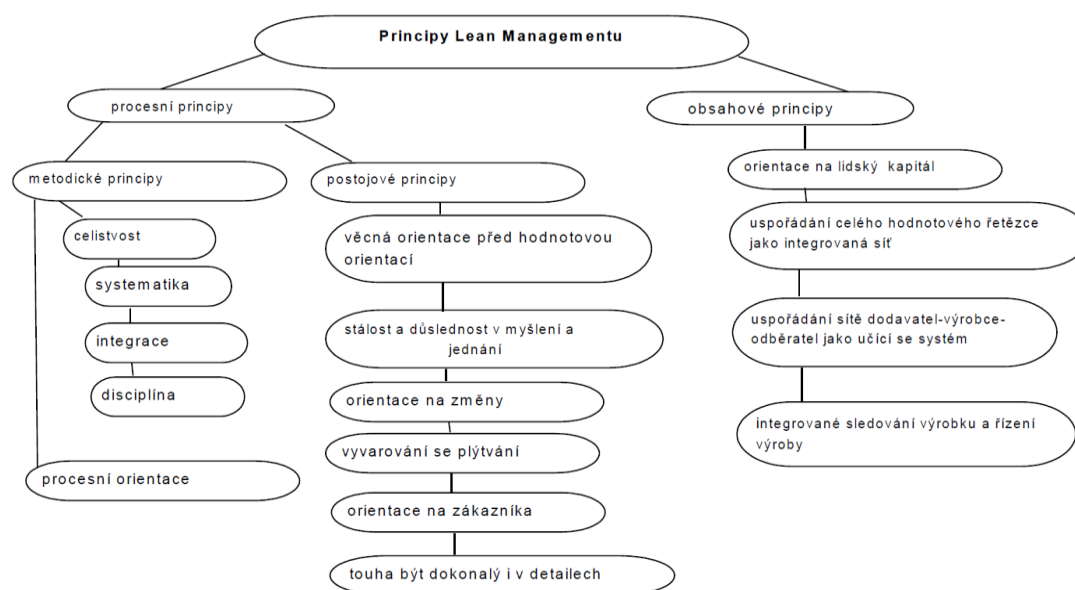 Principy Lean Managementu
procesní principy
obsahové principy
metodické principy
postojové principy
orientace na lidský kapitál
celistvost
systematika
integrace
disciplína
procesní orientace
věcná orientace před hodnotovou
orientací
stálost a důslednost v myšlení a
jednání
orientace na změny
vyvarování se plýtvání
orientace na zákazníka
touha být dokonalý i v detailech
uspořádání celého hodnotového řetězce
jako integrovaná síť
uspořádání sítě dodavatel-výrobce-
odběratel jako učící se systém
integrované sledování výrobku a řízení
výroby